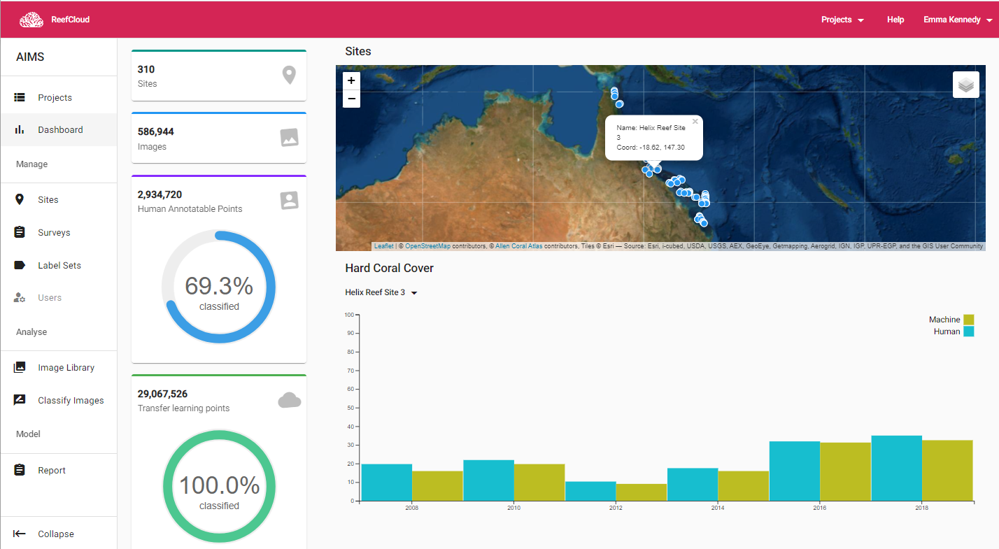 ReefCloud
Projects
Help
Emma Kennedy
AIMS
Projects
Dashboard
Manage
Sites
Surveys
Label Sets
Users
Analyse
Image Library
Classify Images
Model
Report
Collapse
310
Sites
586,944
Images
2,934,720
Human Annotatable Points
69.3%
classified
29,067,526
Transfer learning points
100.0%
classified
Sites
+
−
Name: Helix Reef Site
3
Coord: -18.62, 147.30
×
Leaflet | © OpenStreetMap contributors, © Allen Coral Atlas contributors, Tiles © Esri — Source: Esri, i-cubed, USDA, USGS, AEX, GeoEye, Getmapping, Aerogrid, IGN, IGP, UPR-EGP, and the GIS User Community
Hard Coral Cover
Helix Reef Site 3
Machine
Human
100
90
80
70
60
50
40
30
20
10
0
2008 2010 2012 2014 2016 2018